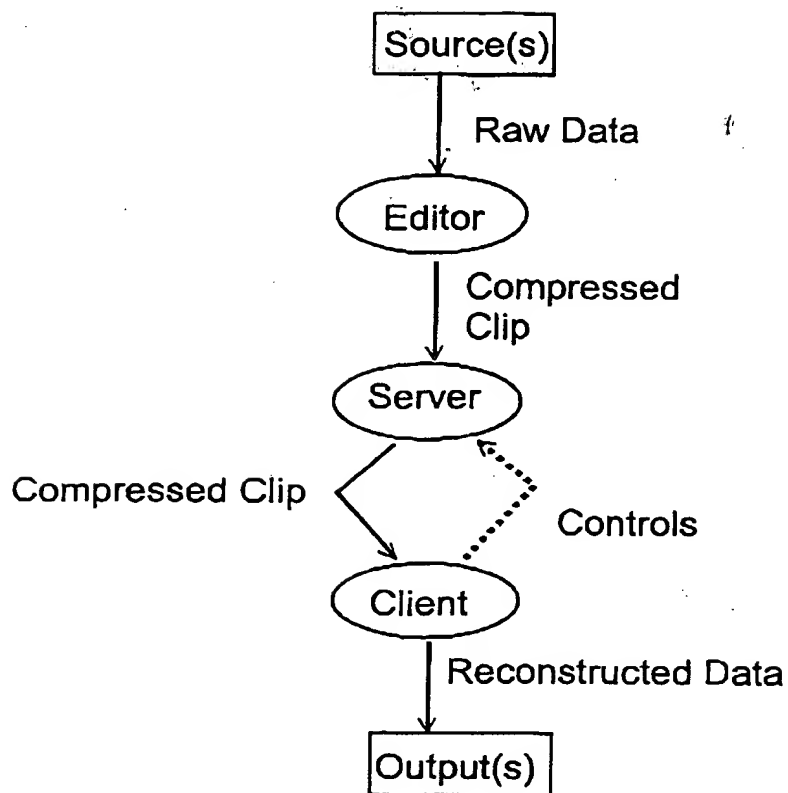 Source(s)
Raw Data
Editor
Compressed
Clip
Server
Compressed Clip
Controls
Client
Reconstructed Data
Output(s)